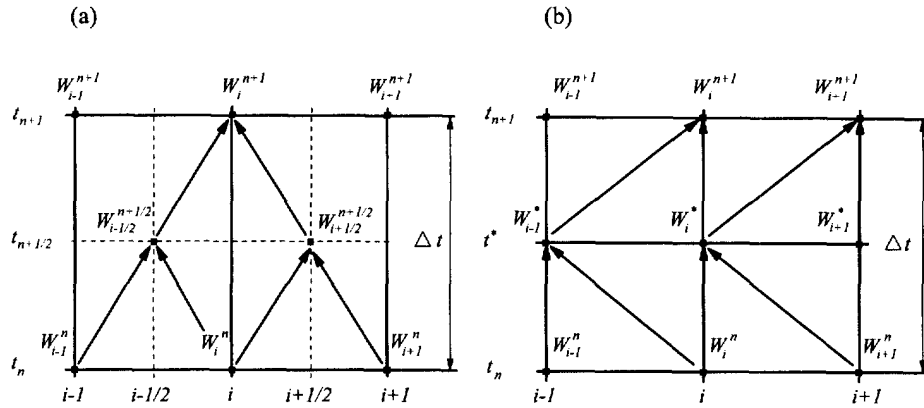 (a) (b)
W_{i-1}^{n+1} W_i^{n+1} W_{i+1}^{n+1} W_{i-1}^{n+1} W_i^{n+1} W_{i+1}^{n+1}
t_{n+1} t_{n+1}
W_{i-1/2}^{n+1/2} W_{i+1/2}^{n+1/2} W_{i-1}^* W_i^* W_{i+1}^*
t_{n+1/2} Δt t^* Δt
W_{i-1}^n W_i^n W_{i+1}^n W_{i-1}^n W_i^n W_{i+1}^n
t_n t_n
i-1 i-1/2 i i+1/2 i+1 i-1 i i+1